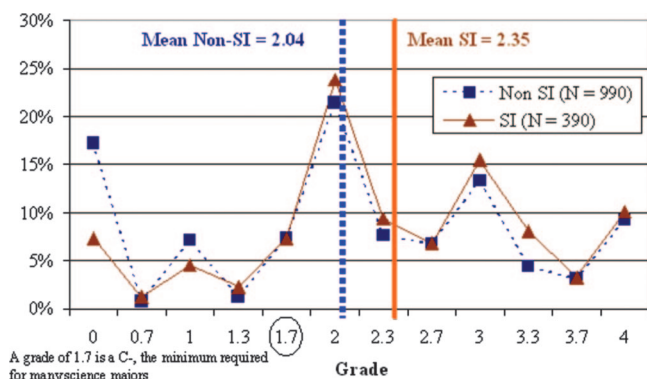 30%
25%
20%
15%
10%
5%
0%
Mean Non-SI = 2.04
Mean SI = 2.35
Non SI (N = 990)
SI (N = 390)
0 0.7 1 1.3 1.7 2 2.3 2.7 3 3.3 3.7 4
Grade
A grade of 1.7 is a C-, the minimum required
for manyscience majors